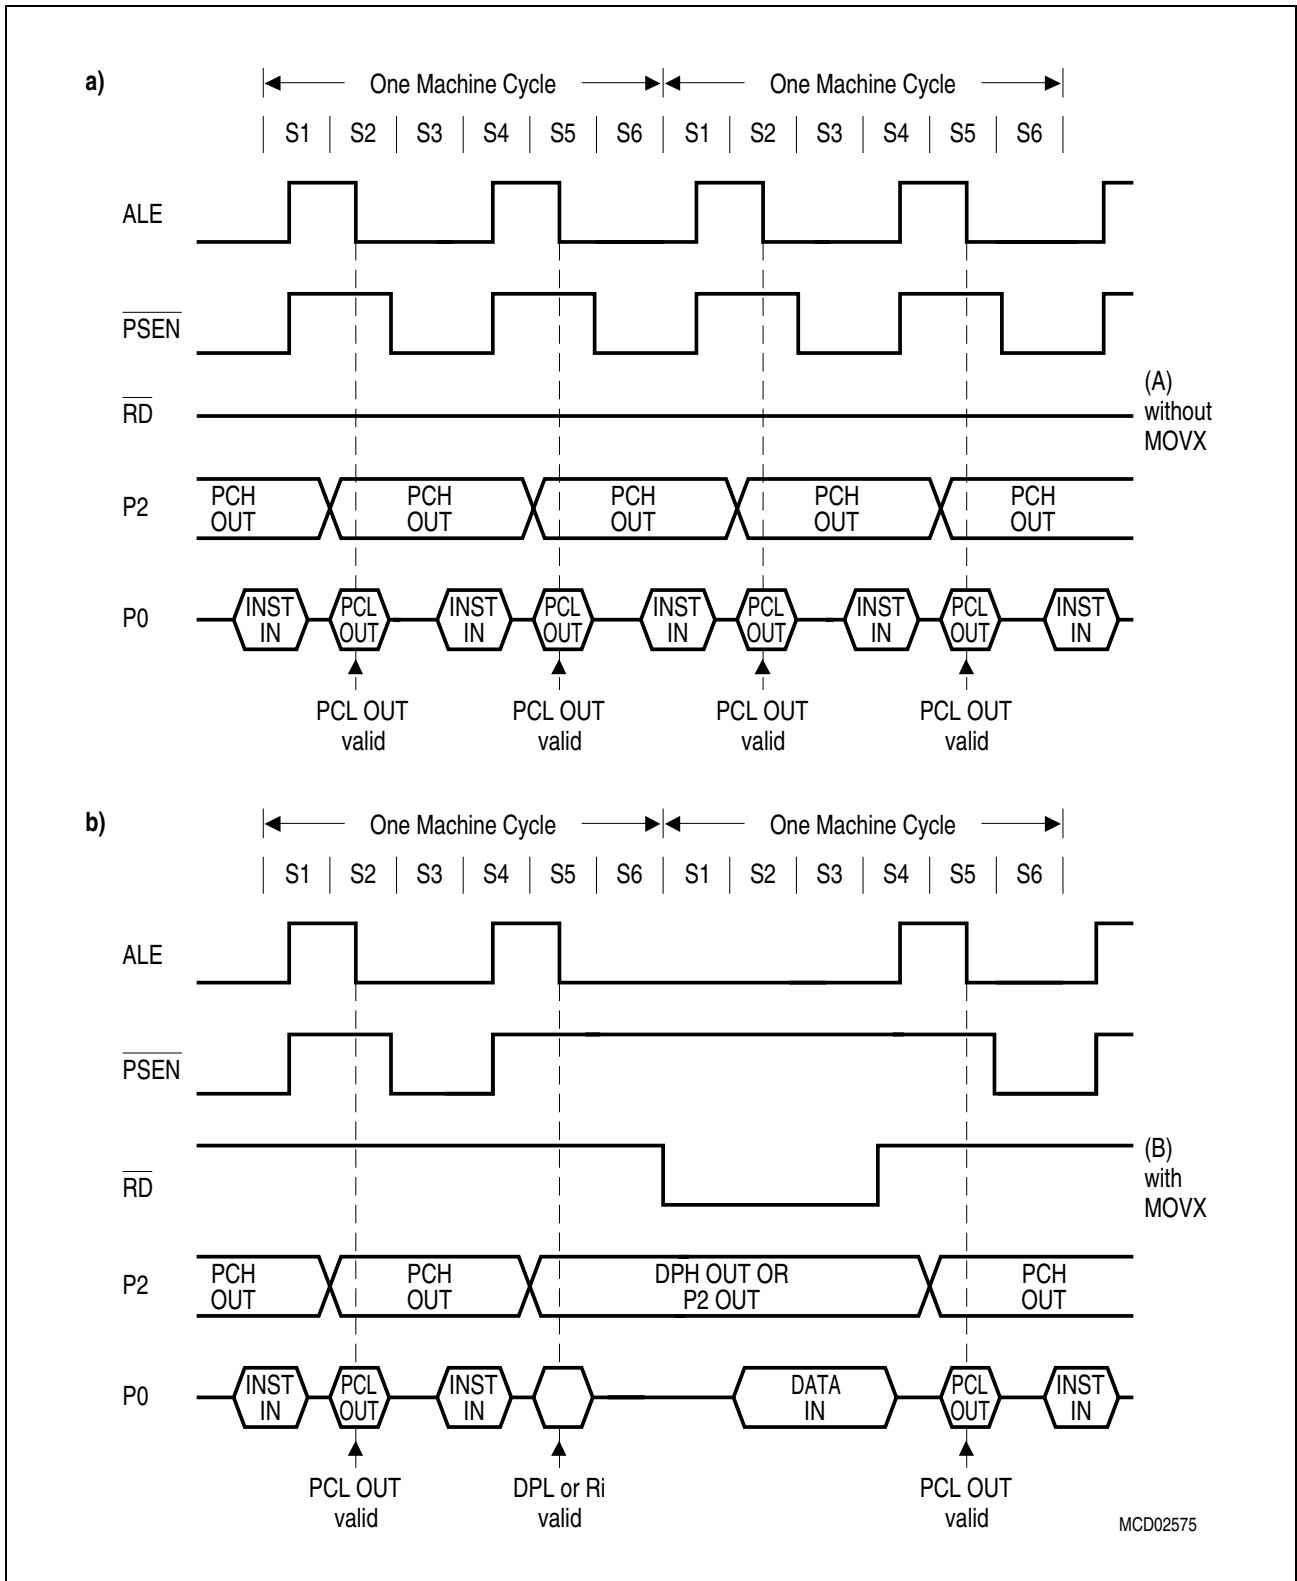 a)
One Machine Cycle One Machine Cycle
S1 S2 S3 S4 S5 S6 S1 S2 S3 S4 S5 S6
ALE
PSEN
(A)
without
MOVX
RD
P2
PCH
OUT
PCH
OUT
PCH
OUT
PCH
OUT
PCH
OUT
P0
INST
IN
PCL
OUT
INST
IN
PCL
OUT
INST
IN
PCL
OUT
INST
IN
PCL
OUT
INST
IN
PCL OUT
valid
PCL OUT
valid
PCL OUT
valid
PCL OUT
valid
b)
One Machine Cycle One Machine Cycle
S1 S2 S3 S4 S5 S6 S1 S2 S3 S4 S5 S6
ALE
PSEN
RD
(B)
with
MOVX
P2
PCH
OUT
PCH
OUT
DPH OUT OR
P2 OUT
PCH
OUT
P0
INST
IN
PCL
OUT
INST
IN
DATA
IN
PCL
OUT
INST
IN
PCL OUT
valid
DPL or Ri
valid
PCL OUT
valid
MCD02575